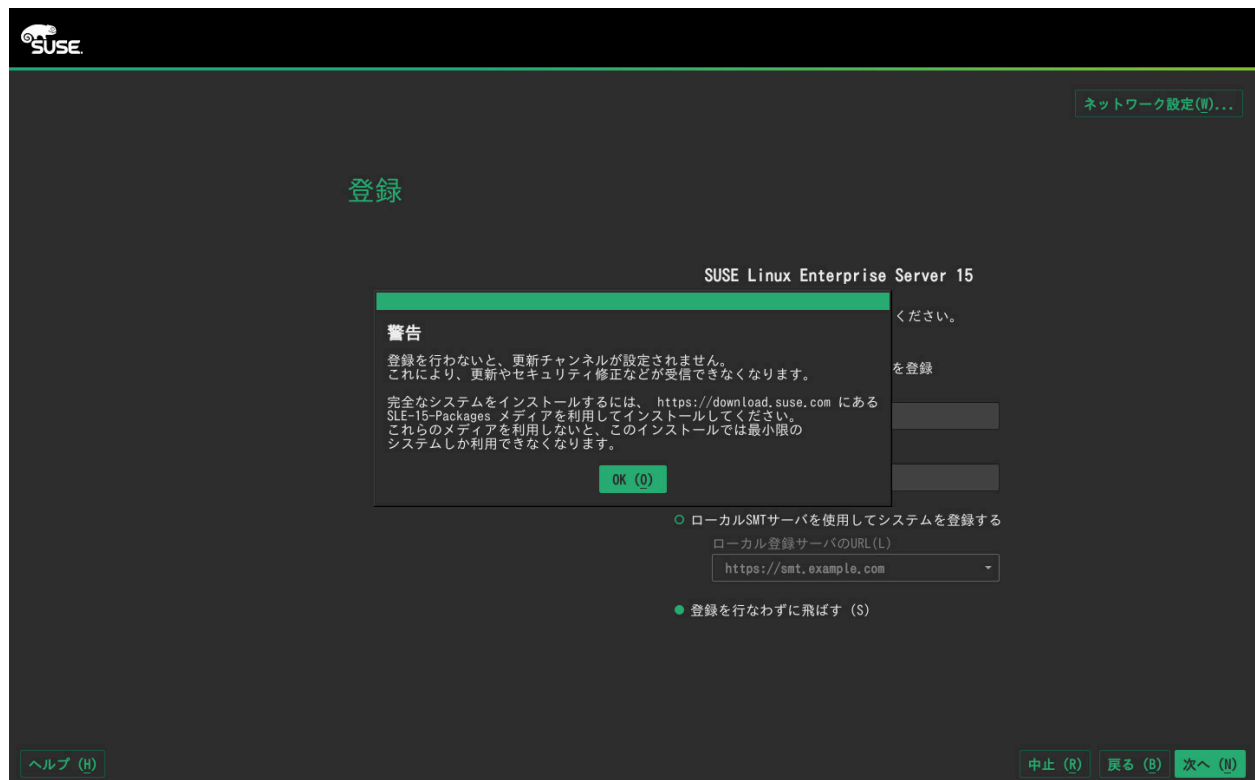 SUSE.
ネットワーク設定(W)...
登録
SUSE Linux Enterprise Server 15
ください。
を登録
警告
登録を行わないと、更新チャンネルが設定されません。
これにより、更新やセキュリティ修正などが受信できなくなります。
完全なシステムをインストールするには、 https://download.suse.com にある
SLE-15-Packages メディアを利用してインストールしてください。
これらのメディアを利用しないと、このインストールでは最小限の
システムしか利用できなくなります。
OK (O)
ローカルSMTサーバを使用してシステムを登録する
ローカル登録サーバのURL(L)
https://smt.example.com
登録を行なわずに飛ばす (S)
ヘルプ (H)
中止 (R)
戻る (B)
次へ (N)